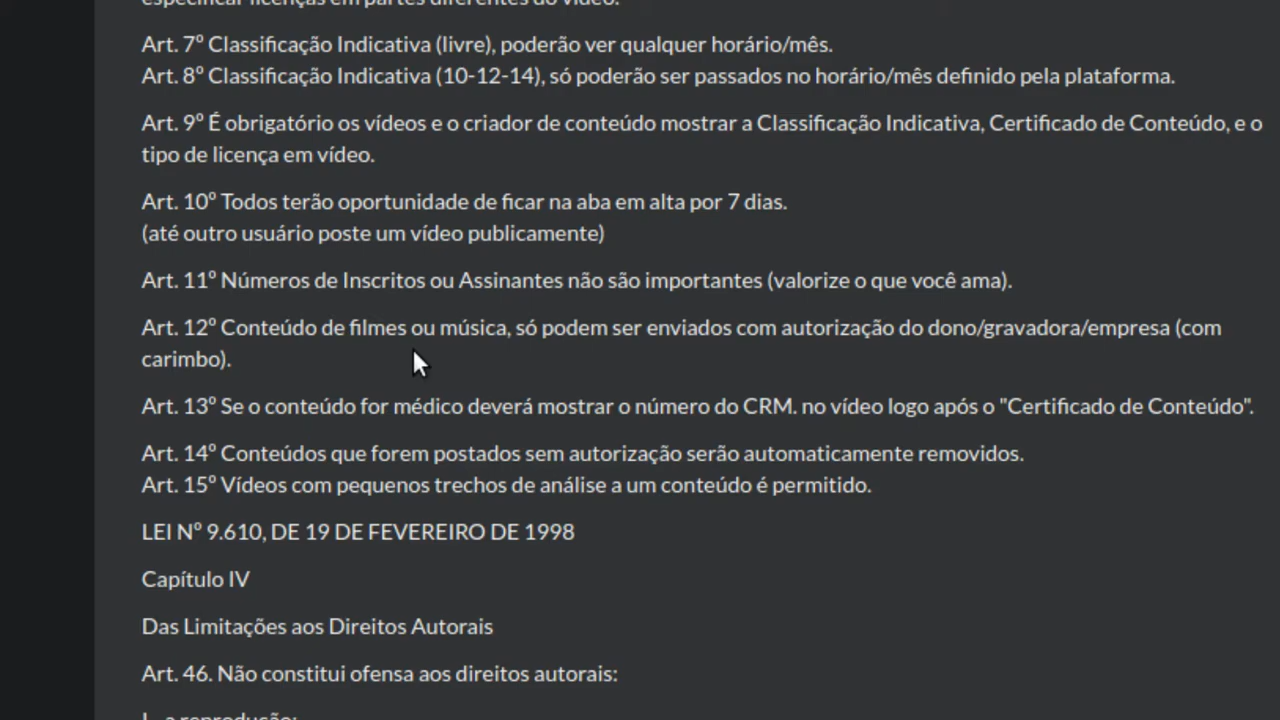 especificar licenças em partes diferentes do vídeo.
Art. 7º Classificação Indicativa (livre), poderão ver qualquer horário/mês.
Art. 8º Classificação Indicativa (10-12-14), só poderão ser passados no horário/mês definido pela plataforma.
Art. 9º É obrigatório os vídeos e o criador de conteúdo mostrar a Classificação Indicativa, Certificado de Conteúdo, e o
tipo de licença em vídeo.
Art. 10º Todos terão oportunidade de ficar na aba em alta por 7 dias.
(até outro usuário poste um vídeo publicamente)
Art. 11º Números de Inscritos ou Assinantes não são importantes (valorize o que você ama).
Art. 12º Conteúdo de filmes ou música, só podem ser enviados com autorização do dono/gravadora/empresa (com
carimbo).
Art. 13º Se o conteúdo for médico deverá mostrar o número do CRM. no vídeo logo após o "Certificado de Conteúdo".
Art. 14º Conteúdos que forem postados sem autorização serão automaticamente removidos.
Art. 15º Vídeos com pequenos trechos de análise a um conteúdo é permitido.
LEI Nº 9.610, DE 19 DE FEVEREIRO DE 1998
Capítulo IV
Das Limitações aos Direitos Autorais
Art. 46. Não constitui ofensa aos direitos autorais:
I - a reprodução: